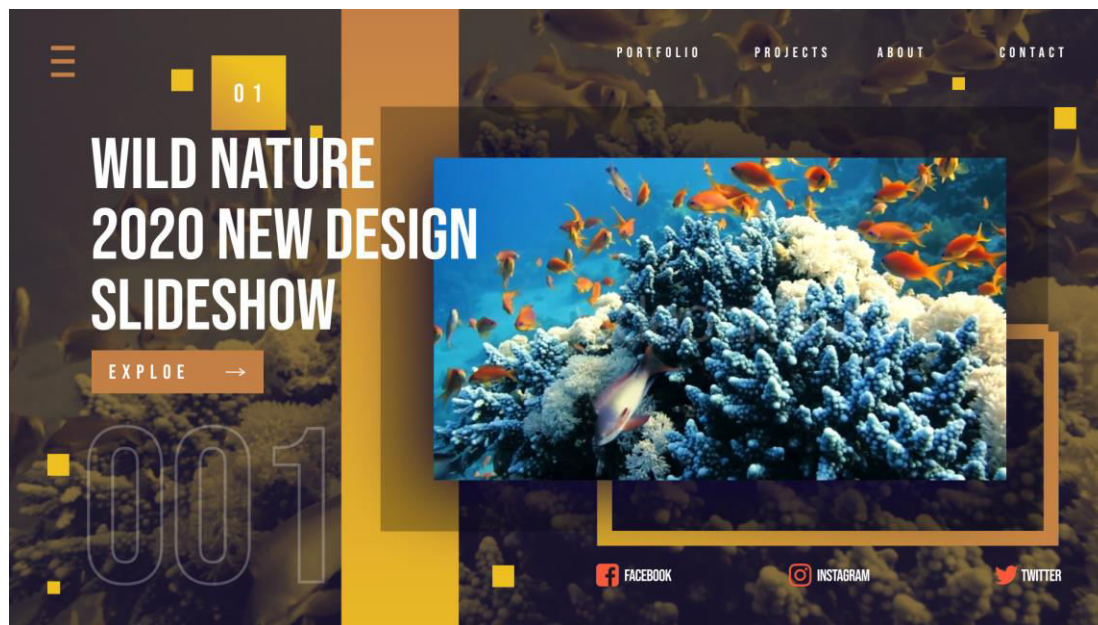 PORTFOLIO PROJECTS ABOUT CONTACT
01
WILD NATURE
2020 NEW DESIGN
SLIDESHOW
EXPLOE
001
FACEBOOK INSTAGRAM TWITTER